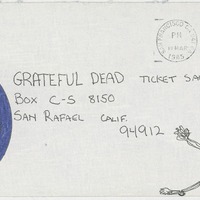 PM
1985
GRATEFUL DEAD TICKET SA
BOX C-S 8150
SAN RAFAEL CALIF.
94912